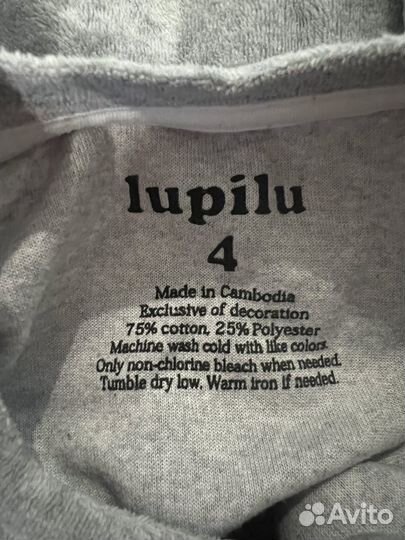 lupilu
4
Made in Cambodia
Exclusive of decoration
75% cotton, 25% Polyester
Machine wash cold with like colors
Only non-chlorine bleach when needed.
Tumble dry low, Warm iron if needed.
Avito